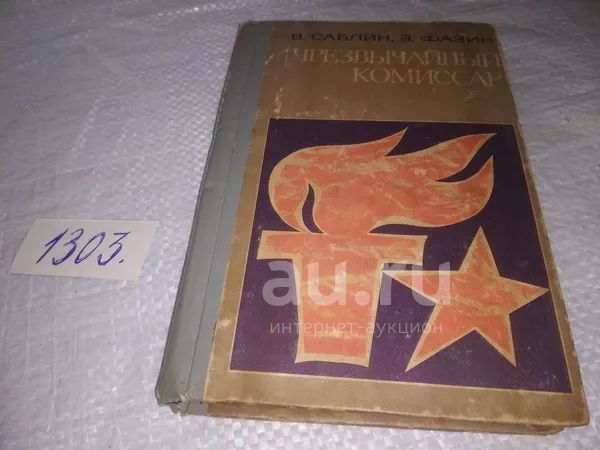 В. САБЛИН, Э. ФАЗИН
ЧРЕЗВЫЧАЙНЫЙ
КОМИССАР
1303.
au.ru
интернет-аукцион